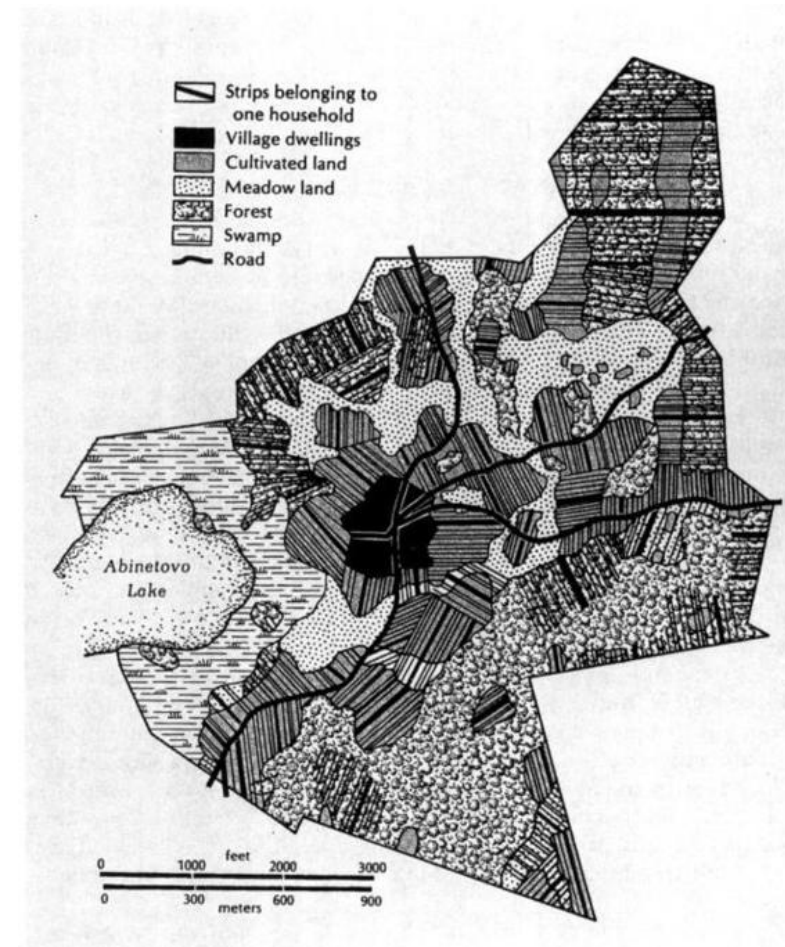 Strips belonging to
one household
Village dwellings
Cultivated land
Meadow land
Forest
Swamp
Road
Abinetovo
Lake
0 1000 feet 2000 3000
0 300 meters 600 900